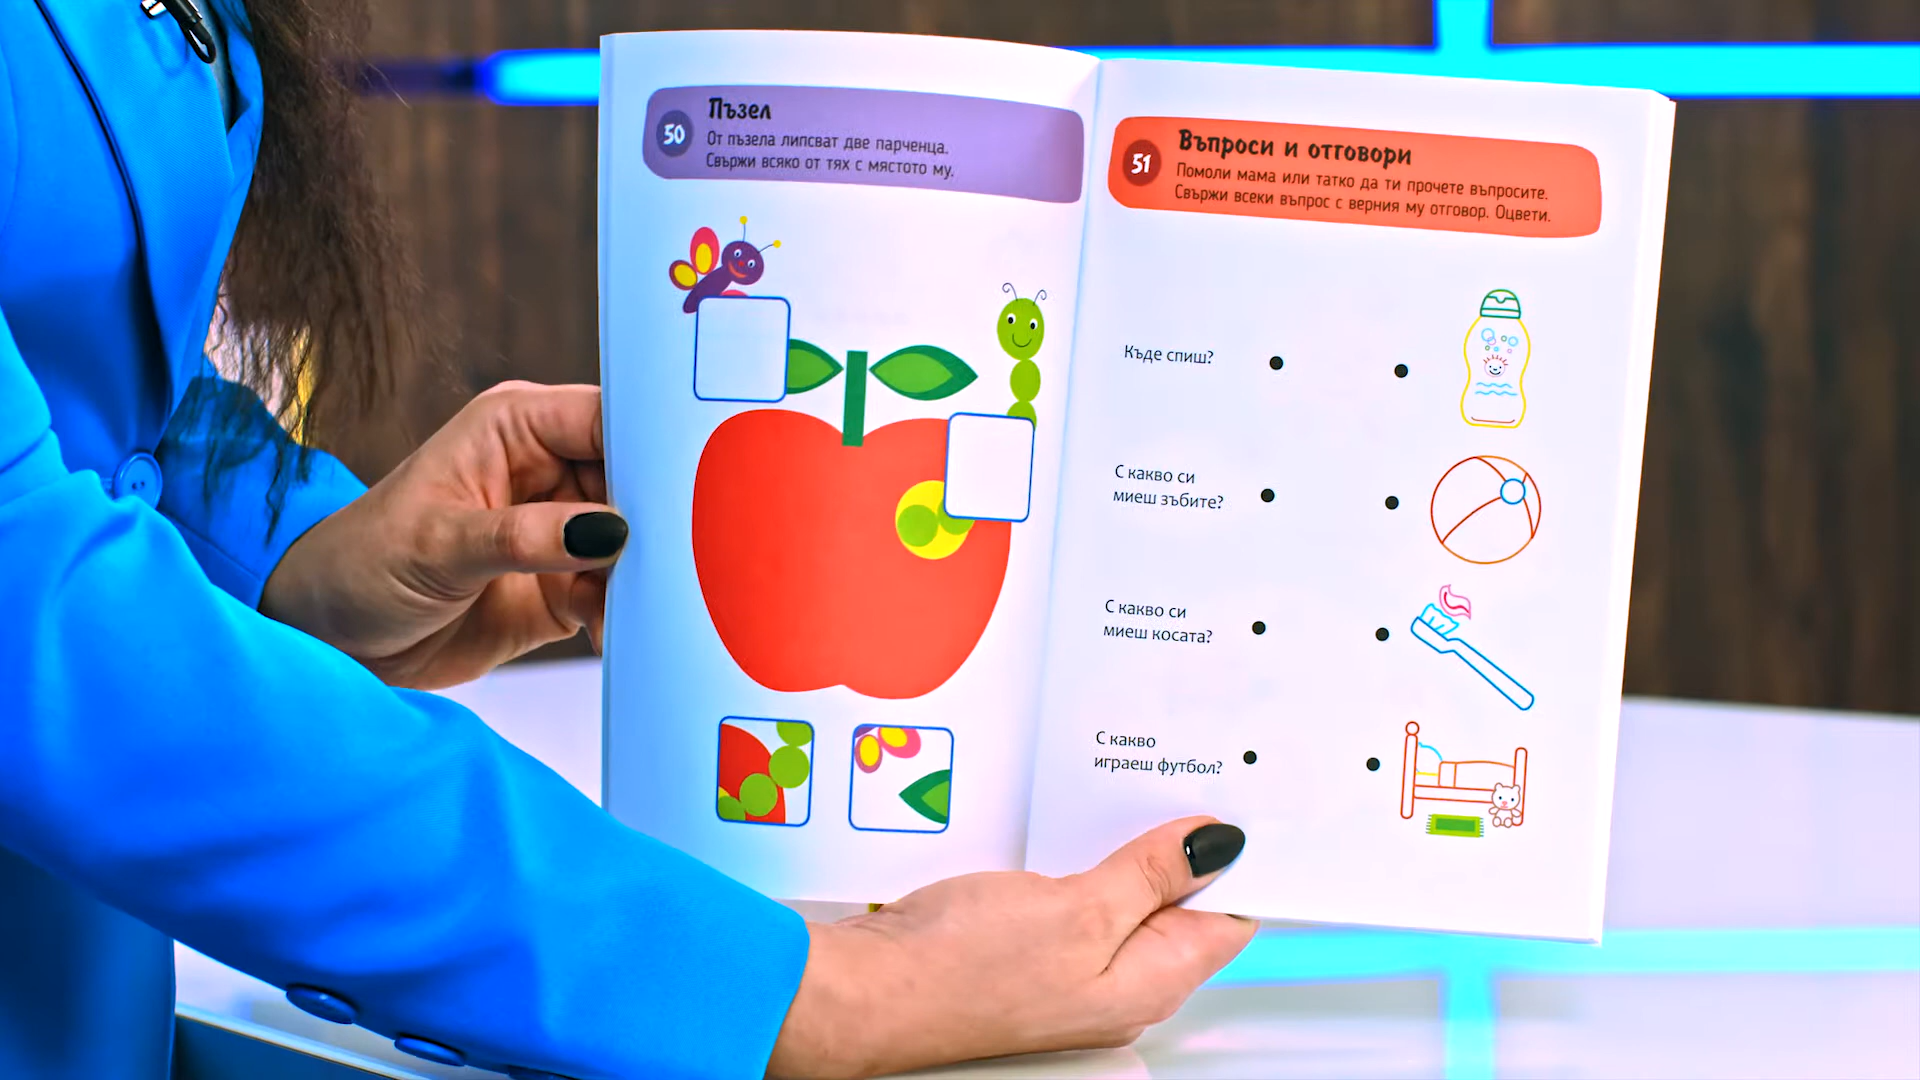 50
Пъзел
От пъзела липсват две парченца.
Свържи всяко от тях с мястото му.
51
Въпроси и отговори
Помоли мама или татко да ти прочете въпросите.
Свържи всеки въпрос с верния му отговор. Оцвети.
Къде спиш?
С какво си
миеш зъбите?
С какво си
миеш косата?
С какво
играеш футбол?